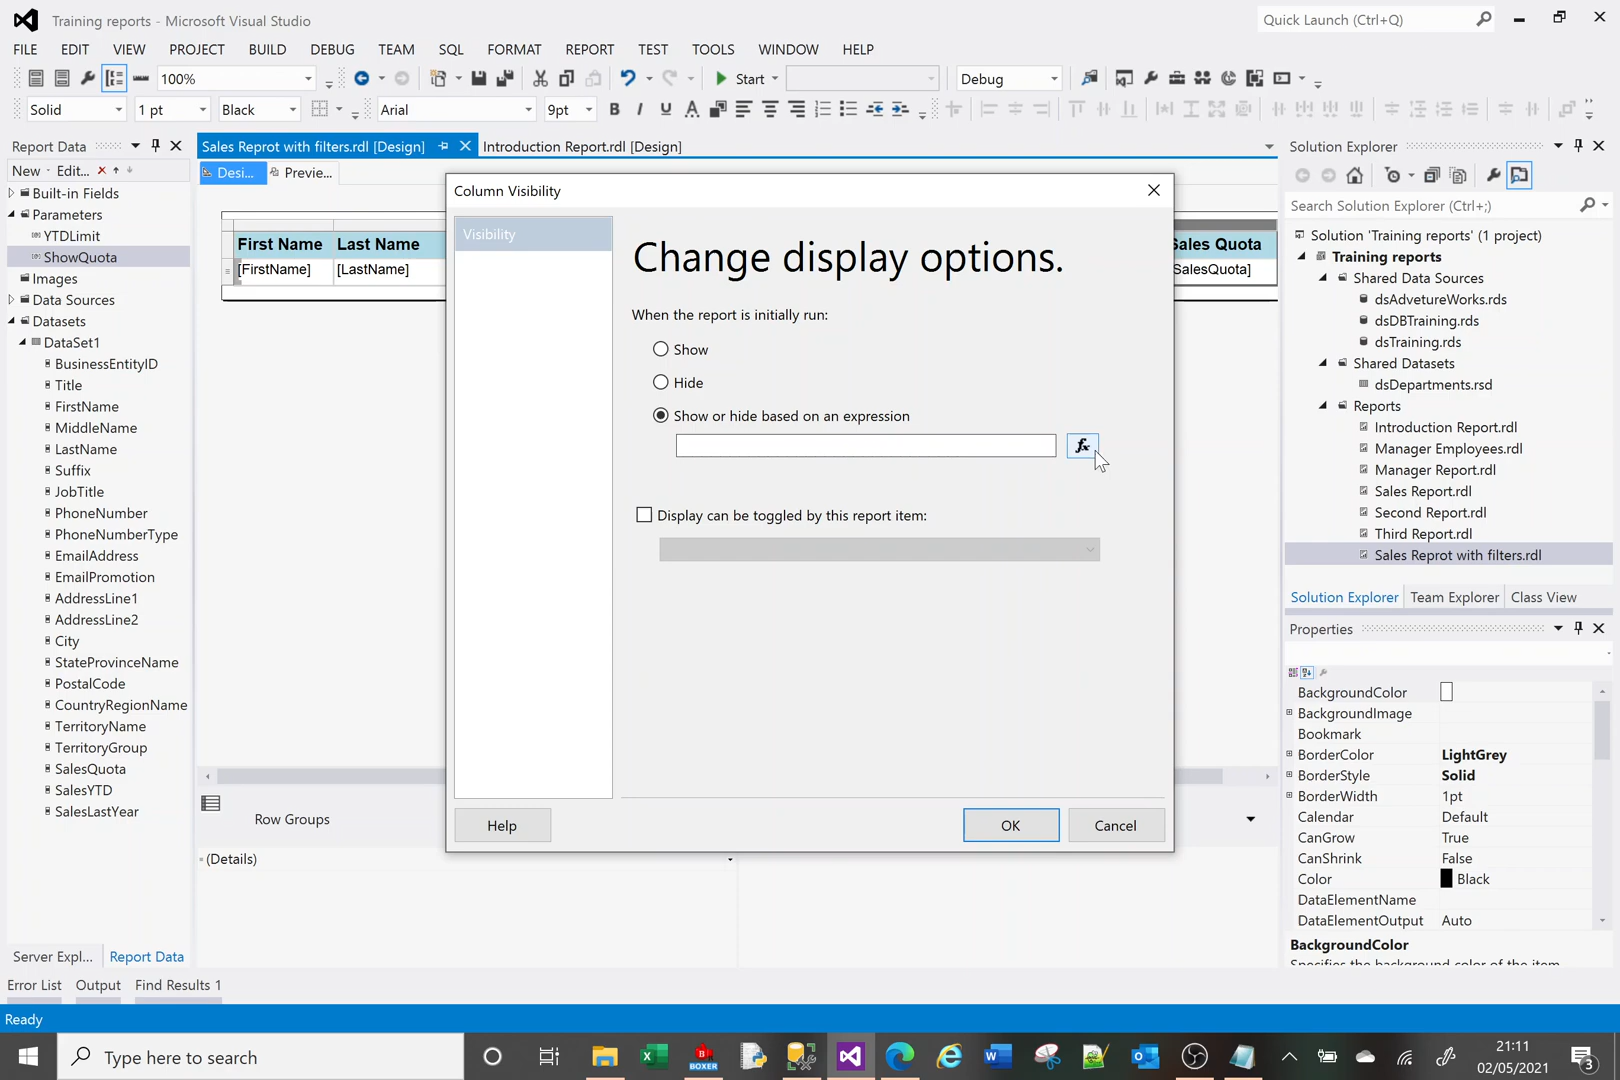 Training reports - Microsoft Visual Studio
Quick Launch (Ctrl+Q)
FILE EDIT VIEW PROJECT BUILD DEBUG TEAM SQL FORMAT REPORT TEST TOOLS WINDOW HELP
100% Start Debug
Solid 1 pt Black Arial 9pt B I U A
Report Data
New Edit...
Built-in Fields
Parameters
YTDLimit
ShowQuota
Images
Data Sources
Datasets
DataSet1
BusinessEntityID
Title
FirstName
MiddleName
LastName
Suffix
JobTitle
PhoneNumber
PhoneNumberType
EmailAddress
EmailPromotion
AddressLine1
AddressLine2
City
StateProvinceName
PostalCode
CountryRegionName
TerritoryName
TerritoryGroup
SalesQuota
SalesYTD
SalesLastYear
Server Expl... Report Data
Sales Reprot with filters.rdl [Design] Introduction Report.rdl [Design]
Desi... Previe...
First Name Last Name Sales Quota
[FirstName] [LastName] SalesQuota]
Column Visibility
Visibility
Change display options.
When the report is initially run:
Show
Hide
Show or hide based on an expression
fx
Display can be toggled by this report item:
Help OK Cancel
Row Groups
(Details)
Solution Explorer
Search Solution Explorer (Ctrl+;)
Solution 'Training reports' (1 project)
Training reports
Shared Data Sources
dsAdvetureWorks.rds
dsDBTraining.rds
dsTraining.rds
Shared Datasets
dsDepartments.rsd
Reports
Introduction Report.rdl
Manager Employees.rdl
Manager Report.rdl
Sales Report.rdl
Second Report.rdl
Third Report.rdl
Sales Reprot with filters.rdl
Solution Explorer Team Explorer Class View
Properties
BackgroundColor
BackgroundImage
Bookmark
BorderColor LightGrey
BorderStyle Solid
BorderWidth 1pt
Calendar Default
CanGrow True
CanShrink False
Color Black
DataElementName
DataElementOutput Auto
BackgroundColor
Specifies the background color of the item
Error List Output Find Results 1
Ready
Type here to search
BOXER
21:11
02/05/2021
3